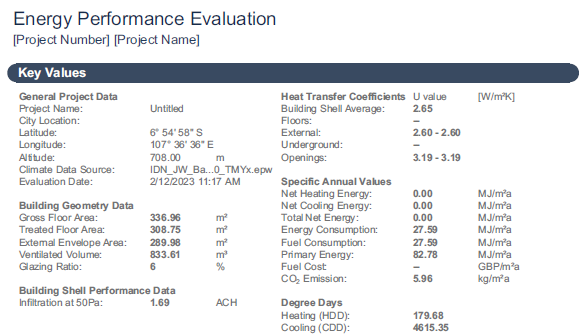 Energy Performance Evaluation
[Project Number] [Project Name]
Key Values
General Project Data
Project Name: Untitled
City Location:
Latitude: 6° 54' 58" S
Longitude: 107° 36' 36" E
Altitude: 708.00 m
Climate Data Source: IDN_JW_Ba...0_TMYx.epw
Evaluation Date: 2/12/2023 11:17 AM
Building Geometry Data
Gross Floor Area: 336.96 m²
Treated Floor Area: 308.75 m²
External Envelope Area: 289.98 m²
Ventilated Volume: 833.61 m³
Glazing Ratio: 6 %
Building Shell Performance Data
Infiltration at 50Pa: 1.69 ACH
Heat Transfer Coefficients U value [W/m²K]
Building Shell Average: 2.65
Floors: –
External: 2.60 - 2.60
Underground: –
Openings: 3.19 - 3.19
Specific Annual Values
Net Heating Energy: 0.00 MJ/m²a
Net Cooling Energy: 0.00 MJ/m²a
Total Net Energy: 0.00 MJ/m²a
Energy Consumption: 27.59 MJ/m²a
Fuel Consumption: 27.59 MJ/m²a
Primary Energy: 82.78 MJ/m²a
Fuel Cost: – GBP/m²a
CO₂ Emission: 5.96 kg/m²a
Degree Days
Heating (HDD): 179.68
Cooling (CDD): 4615.35